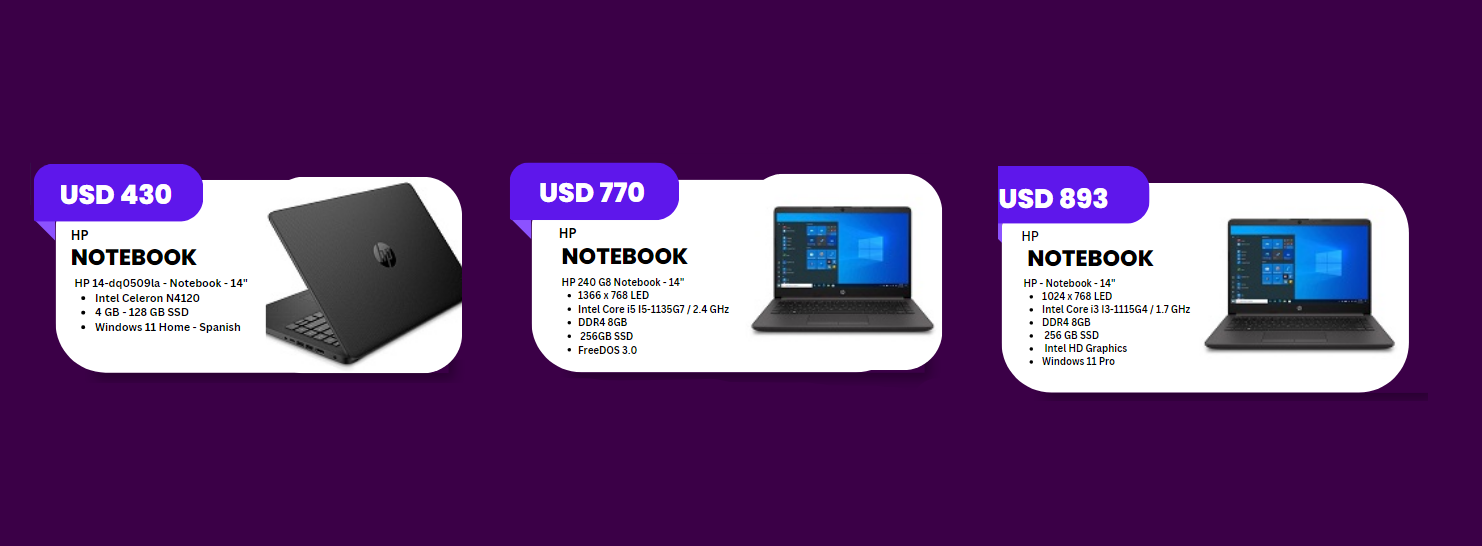 USD 430
HP
NOTEBOOK
HP 14-dq0509la - Notebook - 14"
• Intel Celeron N4120
• 4 GB - 128 GB SSD
• Windows 11 Home - Spanish
USD 770
HP
NOTEBOOK
HP 240 G8 Notebook - 14"
• 1366 x 768 LED
• Intel Core i5 I5-1135G7 / 2.4 GHz
• DDR4 8GB
• 256GB SSD
• FreeDOS 3.0
USD 893
HP
NOTEBOOK
HP - Notebook - 14"
• 1024 x 768 LED
• Intel Core i3 I3-1115G4 / 1.7 GHz
• DDR4 8GB
• 256 GB SSD
• Intel HD Graphics
• Windows 11 Pro